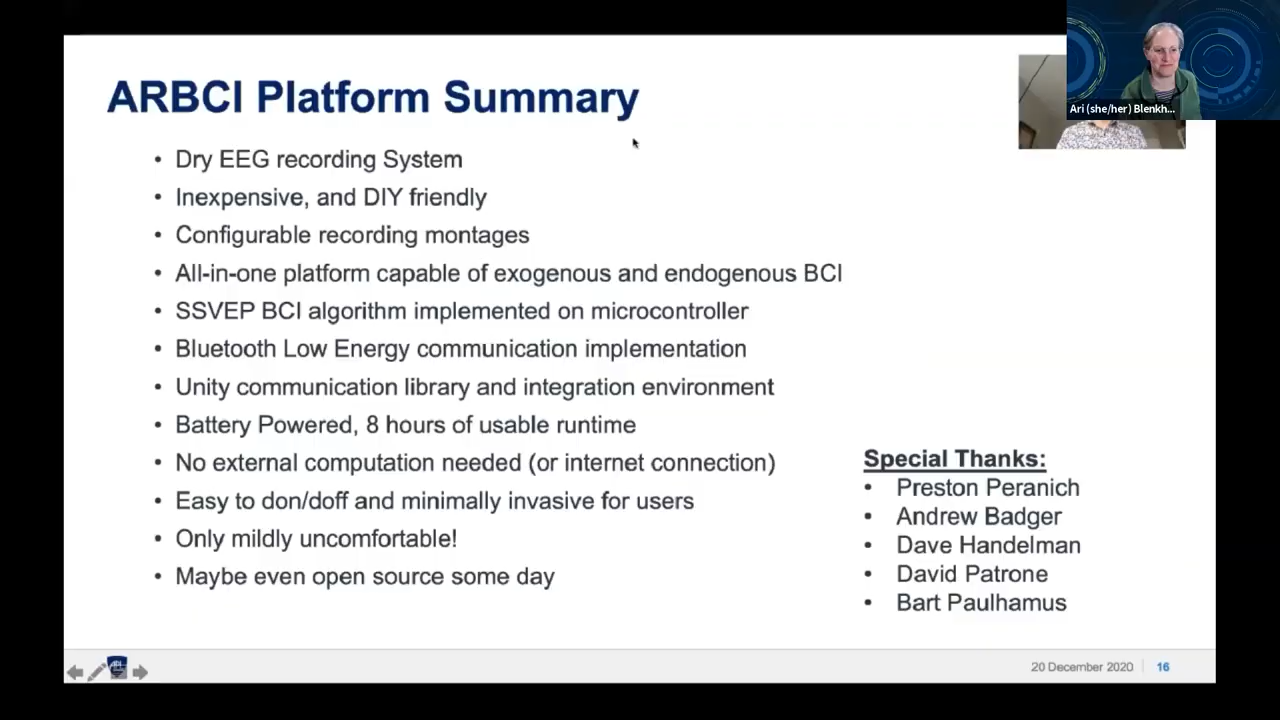 ARBCI Platform Summary
Ari (she/her) Blenkh...
• Dry EEG recording System
• Inexpensive, and DIY friendly
• Configurable recording montages
• All-in-one platform capable of exogenous and endogenous BCI
• SSVEP BCI algorithm implemented on microcontroller
• Bluetooth Low Energy communication implementation
• Unity communication library and integration environment
• Battery Powered, 8 hours of usable runtime
• No external computation needed (or internet connection)
• Easy to don/doff and minimally invasive for users
• Only mildly uncomfortable!
• Maybe even open source some day
Special Thanks:
• Preston Peranich
• Andrew Badger
• Dave Handelman
• David Patrone
• Bart Paulhamus
APL
20 December 2020
16